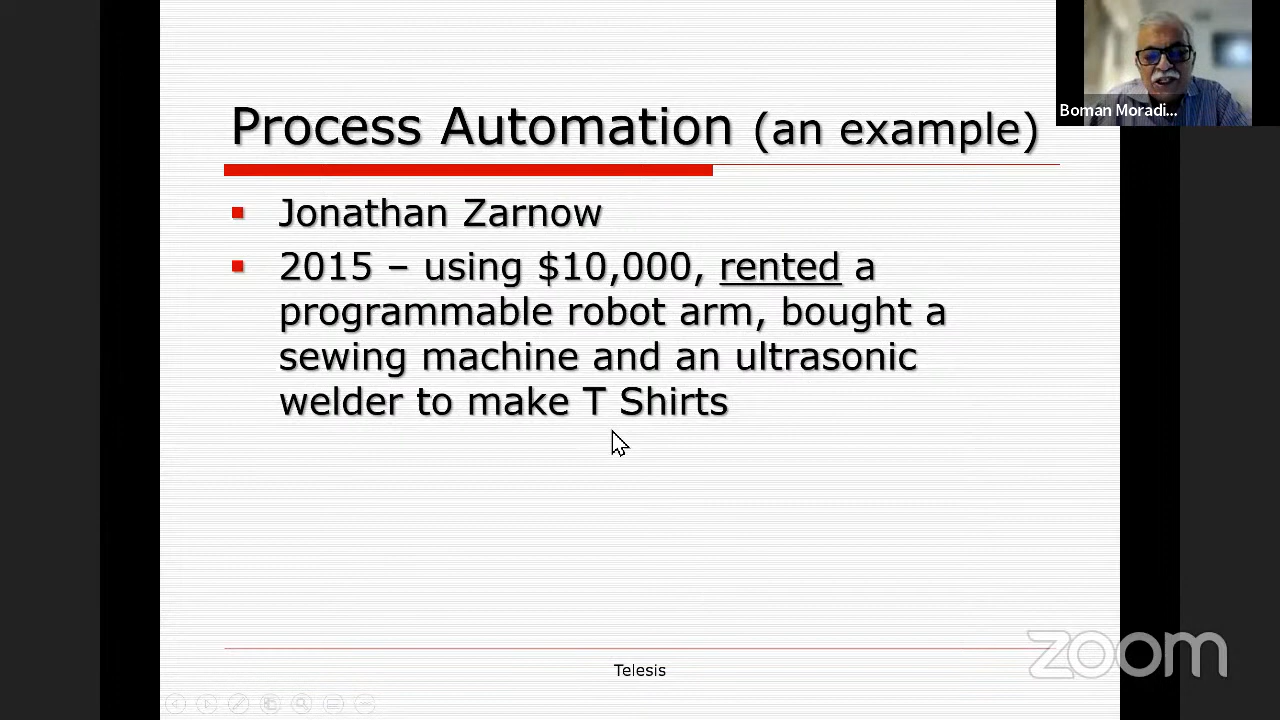 Process Automation (an example)
Boman Moradi...
Jonathan Zarnow
2015 – using $10,000, rented a
programmable robot arm, bought a
sewing machine and an ultrasonic
welder to make T Shirts
zoom
Telesis